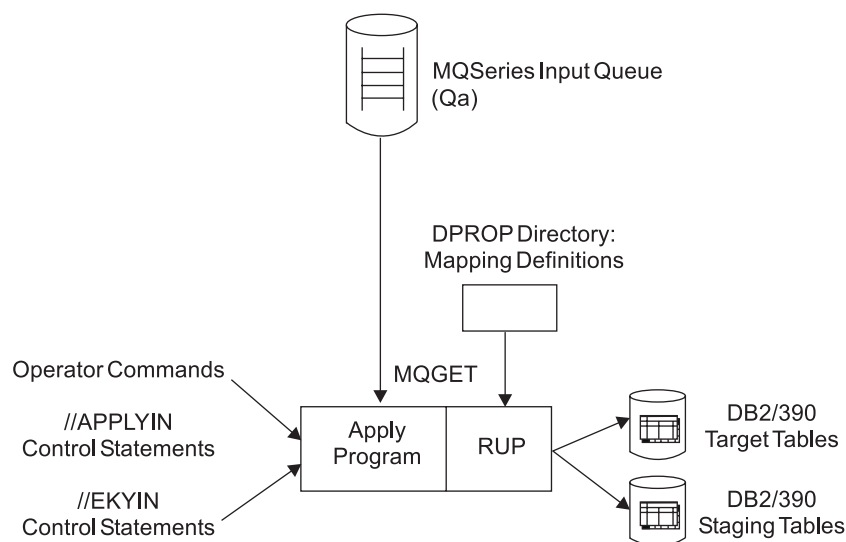 MQSeries Input Queue
(Qa)
DPROP Directory:
Mapping Definitions
Operator Commands
MQGET
//APPLYIN
Control Statements
Apply
Program
RUP
DB2/390
Target Tables
//EKYIN
Control Statements
DB2/390
Staging Tables